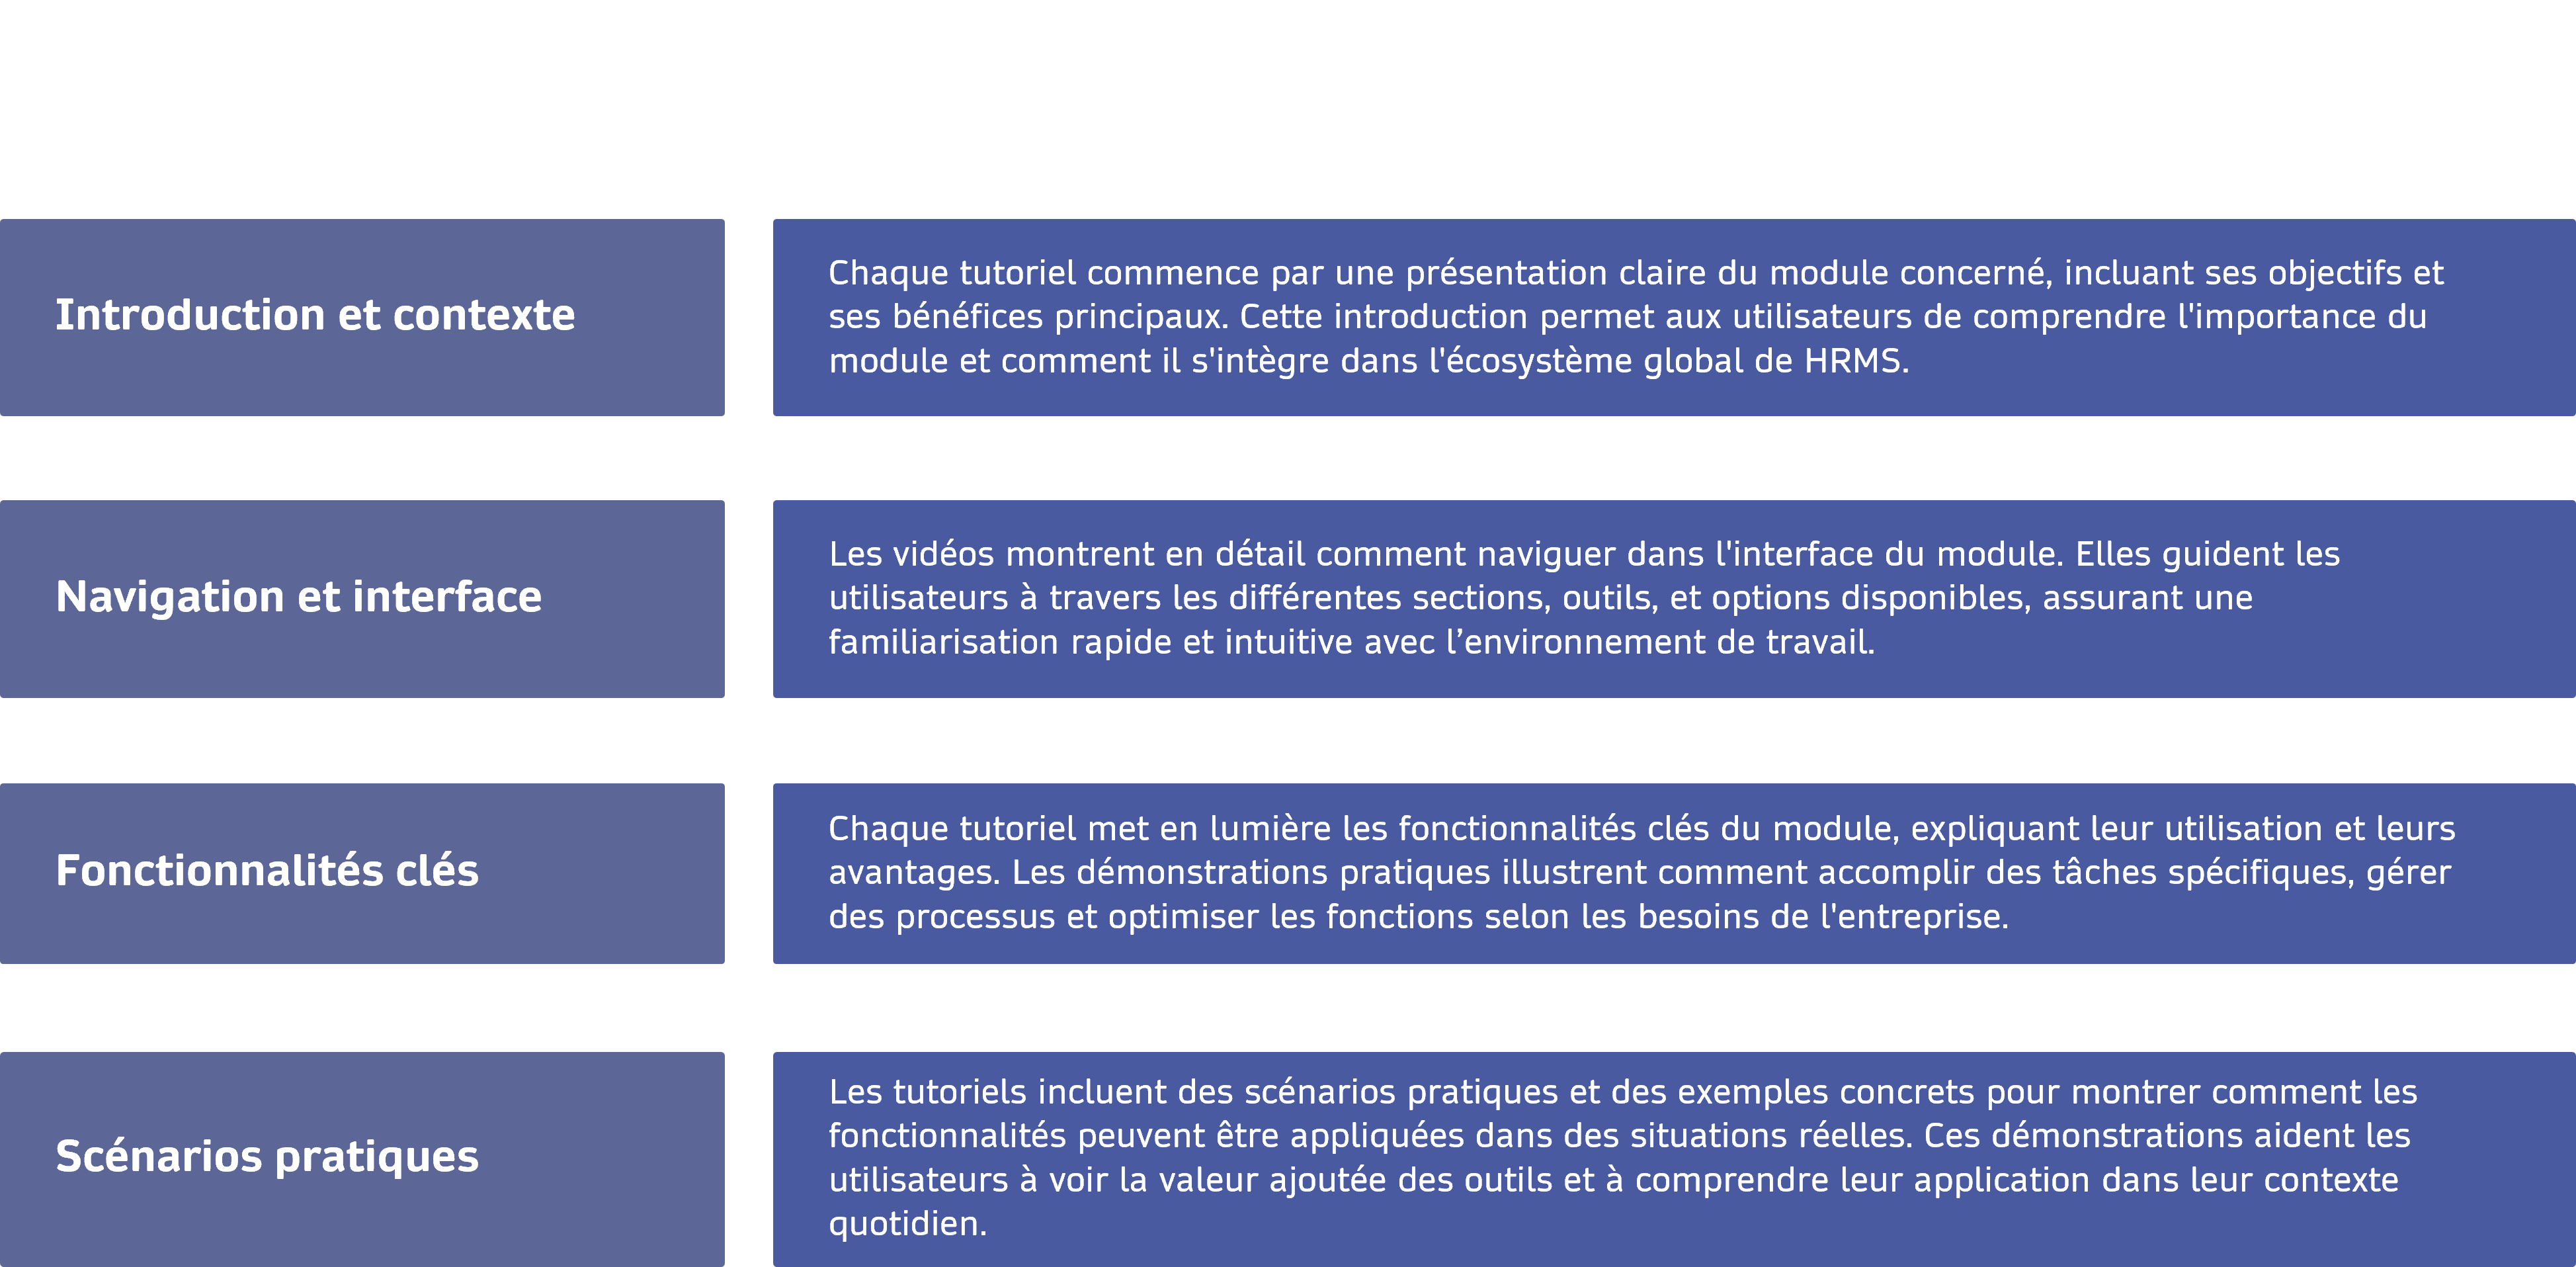 Introduction et contexte
Chaque tutoriel commence par une présentation claire du module concerné, incluant ses objectifs et
ses bénéfices principaux. Cette introduction permet aux utilisateurs de comprendre l'importance du
module et comment il s'intègre dans l'écosystème global de HRMS.
Navigation et interface
Les vidéos montrent en détail comment naviguer dans l'interface du module. Elles guident les
utilisateurs à travers les différentes sections, outils, et options disponibles, assurant une
familiarisation rapide et intuitive avec l’environnement de travail.
Fonctionnalités clés
Chaque tutoriel met en lumière les fonctionnalités clés du module, expliquant leur utilisation et leurs
avantages. Les démonstrations pratiques illustrent comment accomplir des tâches spécifiques, gérer
des processus et optimiser les fonctions selon les besoins de l'entreprise.
Scénarios pratiques
Les tutoriels incluent des scénarios pratiques et des exemples concrets pour montrer comment les
fonctionnalités peuvent être appliquées dans des situations réelles. Ces démonstrations aident les
utilisateurs à voir la valeur ajoutée des outils et à comprendre leur application dans leur contexte
quotidien.